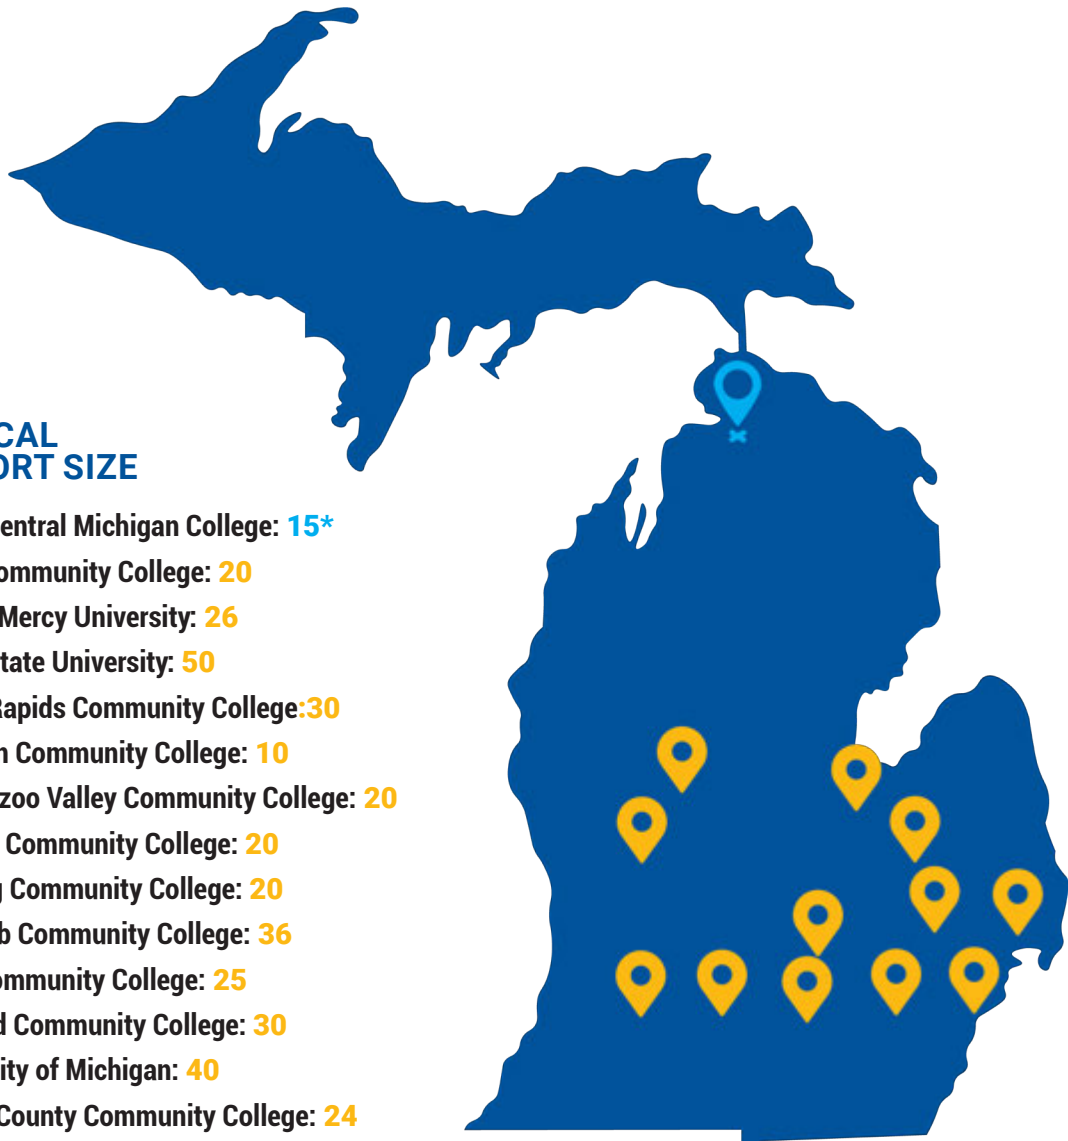 CAL
ORT SIZE
entral Michigan College: 15*
ommunity College: 20
Mercy University: 26
tate University: 50
Rapids Community College:30
n Community College: 10
zoo Valley Community College: 20
Community College: 20
g Community College: 20
b Community College: 36
ommunity College: 25
d Community College: 30
ity of Michigan: 40
County Community College: 24